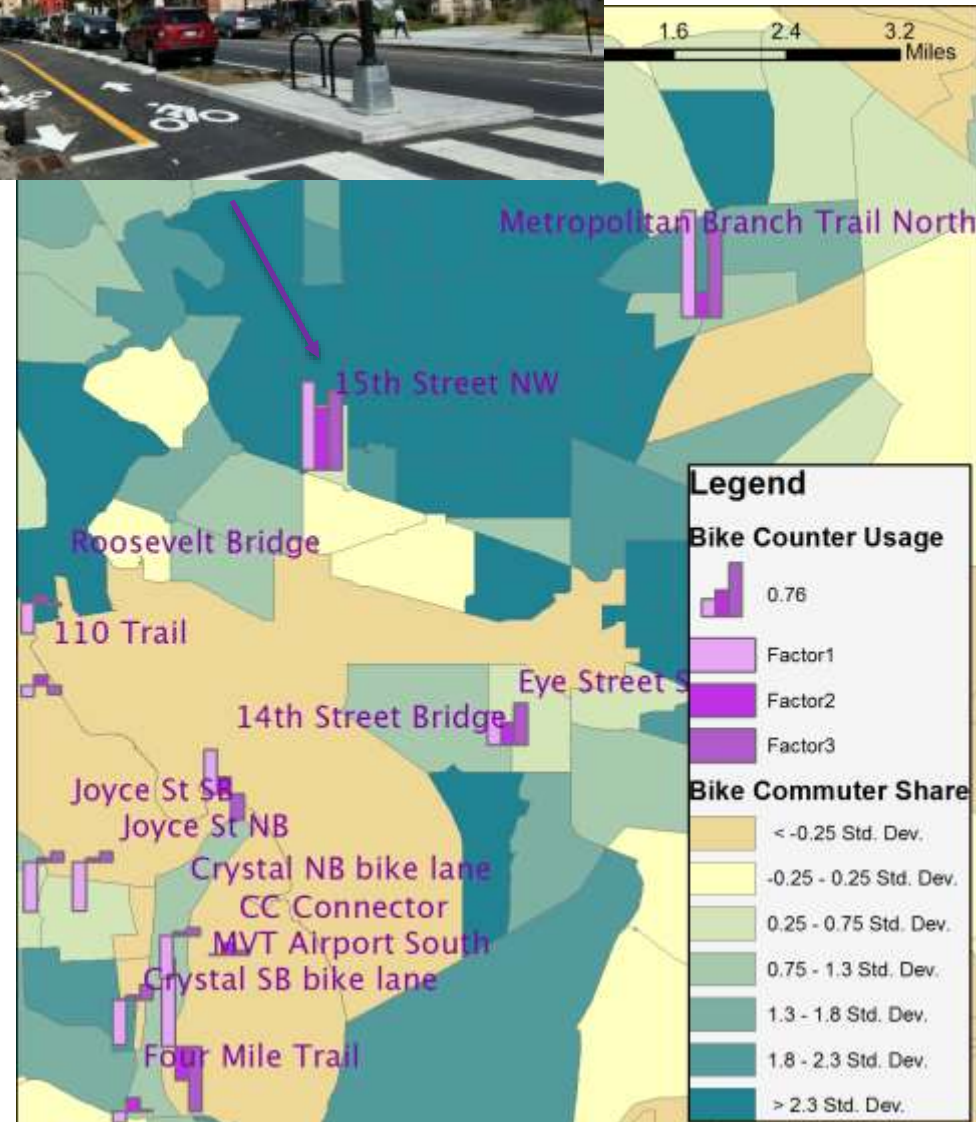 1.6 2.4 3.2
Miles
Metropolitan Branch Trail North
15th Street NW
Roosevelt Bridge
110 Trail
Eye Street S
14th Street Bridge
Joyce St SB
Joyce St NB
Crystal NB bike lane
CC Connector
MVT Airport South
Crystal SB bike lane
Four Mile Trail
Legend
Bike Counter Usage
0.76
Factor1
Factor2
Factor3
Bike Commuter Share
< -0.25 Std. Dev.
-0.25 - 0.25 Std. Dev.
0.25 - 0.75 Std. Dev.
0.75 - 1.3 Std. Dev.
1.3 - 1.8 Std. Dev.
1.8 - 2.3 Std. Dev.
> 2.3 Std. Dev.